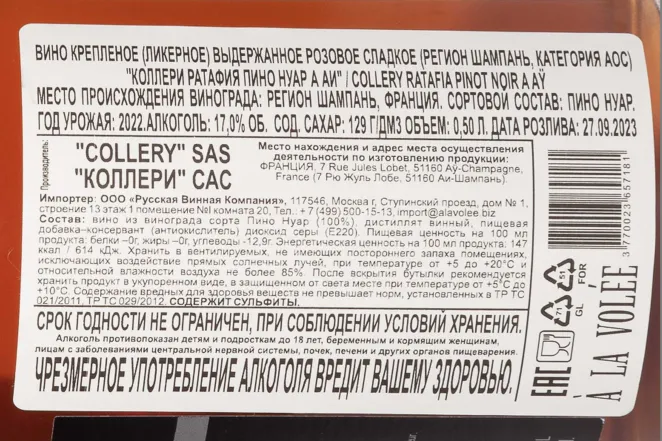 ВИНО КРЕПЛЕНОЕ (ЛИКЕРНОЕ) ВЫДЕРЖАННОЕ РОЗОВОЕ СЛАДКОЕ (РЕГИОН ШАМПАНЬ, КАТЕГОРИЯ АОС)
"КОЛЛЕРИ РАТАФИЯ ПИНО НУАР А АИ" / COLLERY RATAFIA PINOT NOIR A AŸ
МЕСТО ПРОИСХОЖДЕНИЯ ВИНОГРАДА: РЕГИОН ШАМПАНЬ, ФРАНЦИЯ. СОРТОВОЙ СОСТАВ: ПИНО НУАР.
ГОД УРОЖАЯ: 2022.АЛКОГОЛЬ: 17,0% ОБ. СОД. САХАР: 129 Г/ДМ3 ОБЪЕМ: 0,50 Л. ДАТА РОЗЛИВА: 27.09.2023
Производитель:
"COLLERY" SAS
"КОЛЛЕРИ" САС
Место нахождения и адрес места осуществления
деятельности по изготовлению продукции:
ФРАНЦИЯ, 7 Rue Jules Lobet, 51160 Aÿ-Champagne,
France (7 Рю Жуль Лобе, 51160 Аи-Шампань).
Импортер: ООО «Русская Винная Компания», 117546, Москва г, Ступинский проезд, дом № 1,
строение 13 этаж 1 помещение №I комната 20, Тел.: +7 (499) 500-15-13, import@alavolee.biz
Состав: вино из винограда сорта Пино Нуар (100%), дистиллят винный, пищевая
добавка-консервант (антиокислитель) диоксид серы (E220). Пищевая ценность на 100 мл
продукта: белки -0г, жиры -0г, углеводы -12,9г. Энергетическая ценность на 100 мл продукта: 147
ккал / 614 кДж. Хранить в вентилируемых, не имеющих постороннего запаха помещениях,
исключающих воздействие прямых солнечных лучей, при температуре от +5 до +20°С и
относительной влажности воздуха не более 85%. После вскрытия бутылки рекомендуется
хранить продукт в укупоренном виде, в защищенном от света месте при температуре от +5°С до
+10°С. Содержание вредных для здоровья веществ не превышает норм, установленных в ТР ТС
021/2011, ТР ТС 029/2012. СОДЕРЖИТ СУЛЬФИТЫ.
СРОК ГОДНОСТИ НЕ ОГРАНИЧЕН, ПРИ СОБЛЮДЕНИИ УСЛОВИЙ ХРАНЕНИЯ.
Алкоголь противопоказан детям и подросткам до 18 лет, беременным и кормящим женщинам,
лицам с заболеваниями центральной нервной системы, почек, печени и других органов пищеварения.
ЧРЕЗМЕРНОЕ УПОТРЕБЛЕНИЕ АЛКОГОЛЯ ВРЕДИТ ВАШЕМУ ЗДОРОВЬЮ.
3770002365718
51
FOR
71
GL
EAC
À LA VOLÉE